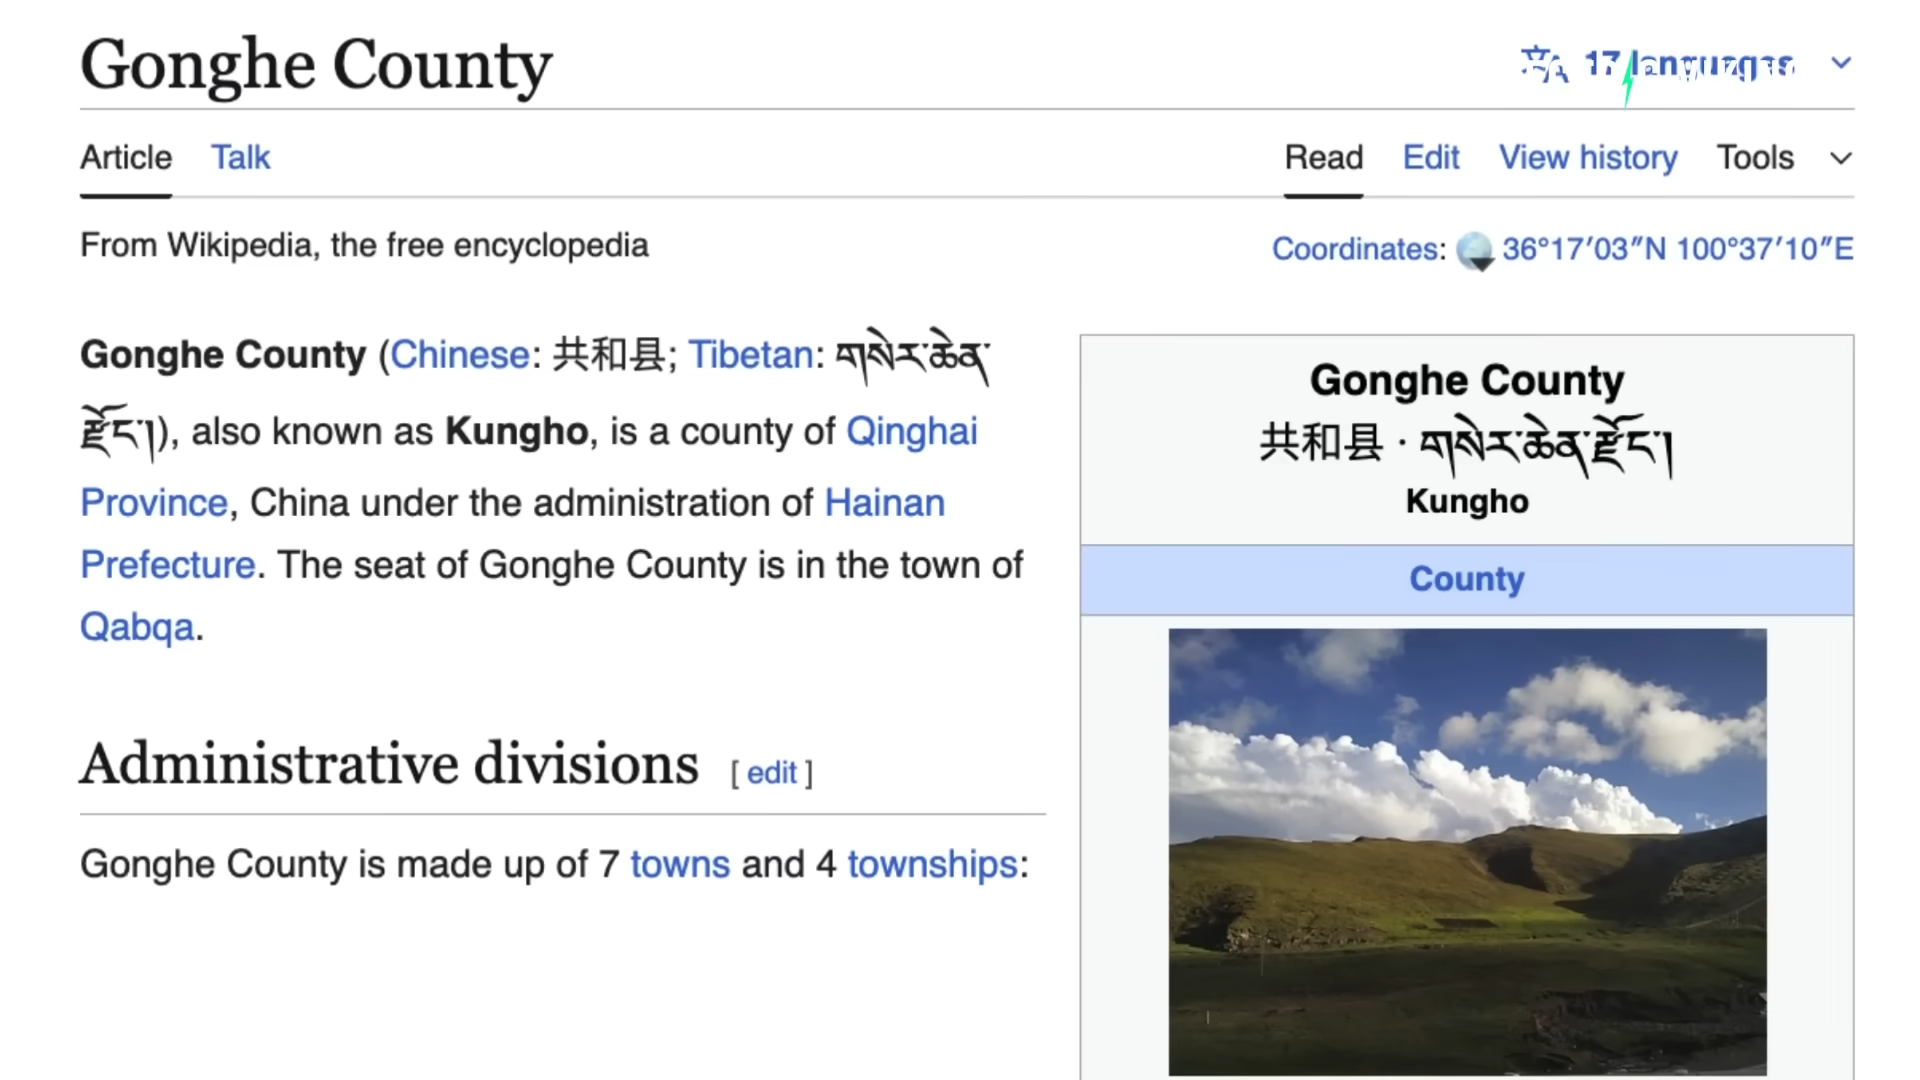 Gonghe County
17 languages
Article Talk
Read Edit View history Tools
From Wikipedia, the free encyclopedia
Coordinates: 36°17′03″N 100°37′10″E
Gonghe County (Chinese: 共和县; Tibetan: གསེར་ཆེན་
རྫོང་།), also known as Kungho, is a county of Qinghai
Province, China under the administration of Hainan
Prefecture. The seat of Gonghe County is in the town of
Qabqa.
Administrative divisions [ edit ]
Gonghe County is made up of 7 towns and 4 townships:
Gonghe County
共和县 · གསེར་ཆེན་རྫོང་།
Kungho
County